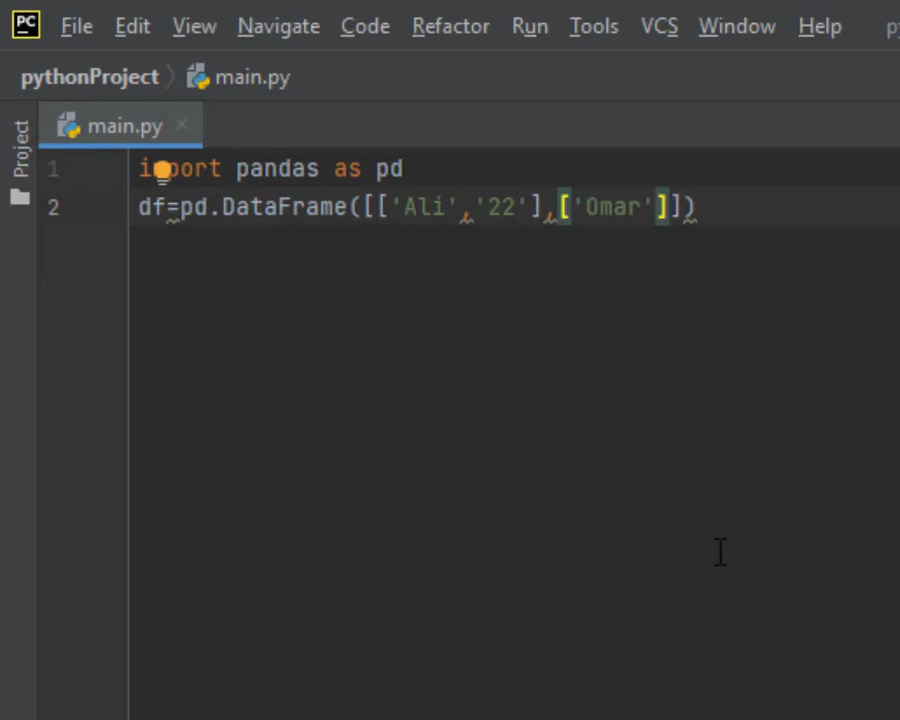 PC File Edit View Navigate Code Refactor Run Tools VCS Window Help
pythonProject main.py
main.py
Project
1 import pandas as pd
2 df=pd.DataFrame([['Ali','22'],['Omar']])